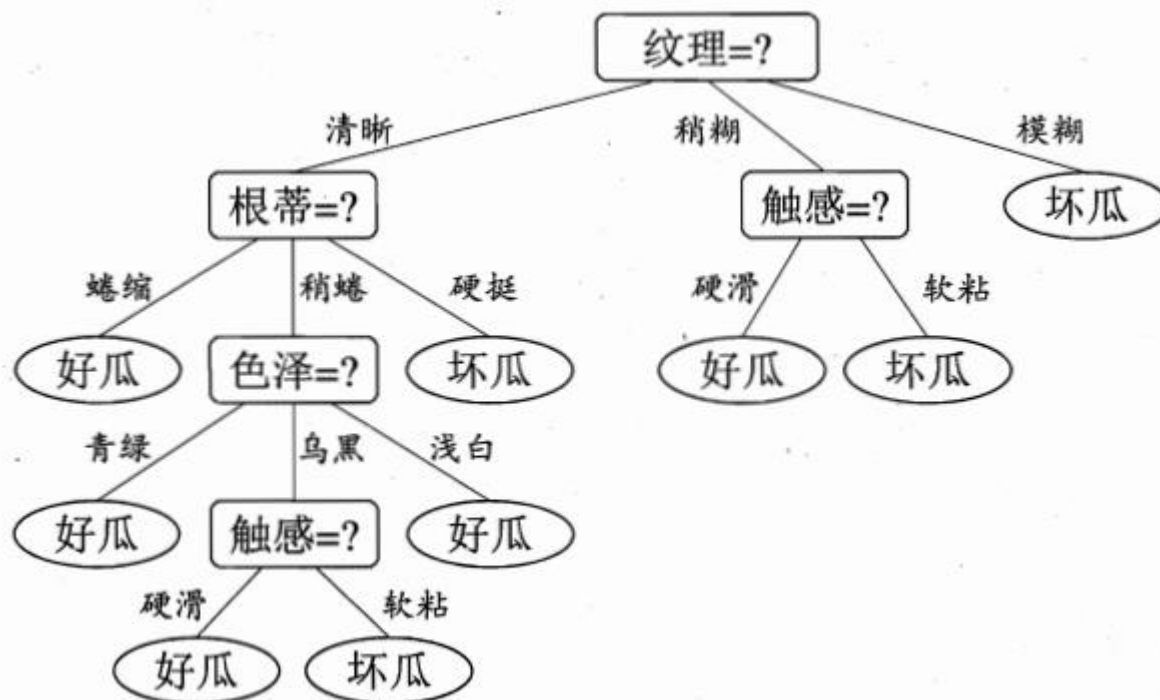 纹理=?
清晰 稍糊 模糊
根蒂=? 触感=? 坏瓜
蜷缩 稍蜷 硬挺 硬滑 软粘
好瓜 色泽=? 坏瓜 好瓜 坏瓜
青绿 乌黑 浅白
好瓜 触感=? 好瓜
硬滑 软粘
好瓜 坏瓜